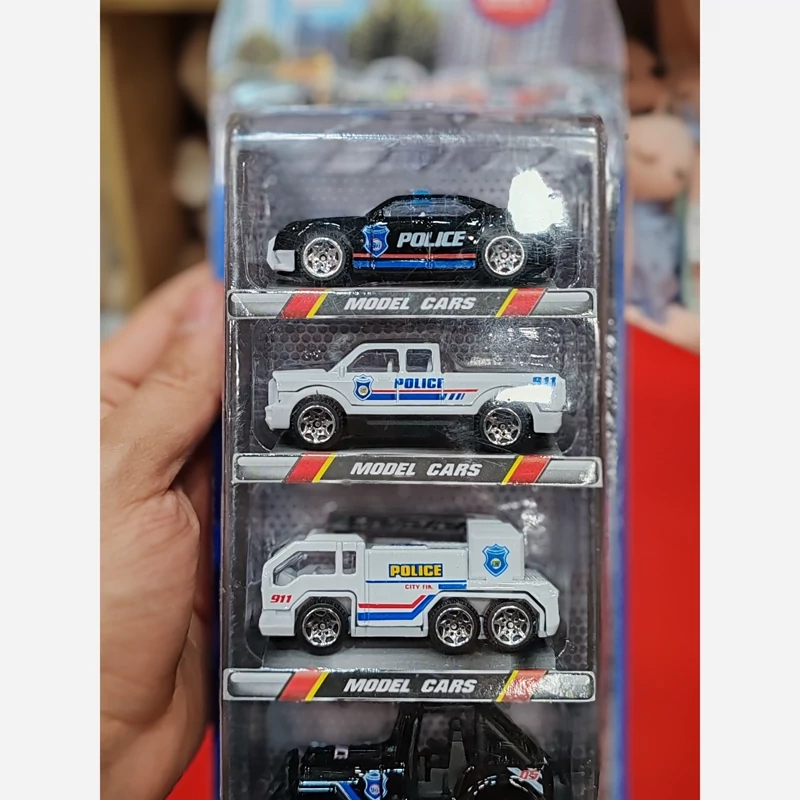 POLICE
MODEL CARS
POLICE
911
MODEL CARS
POLICE
CITY FIR.
911
MODEL CARS
05